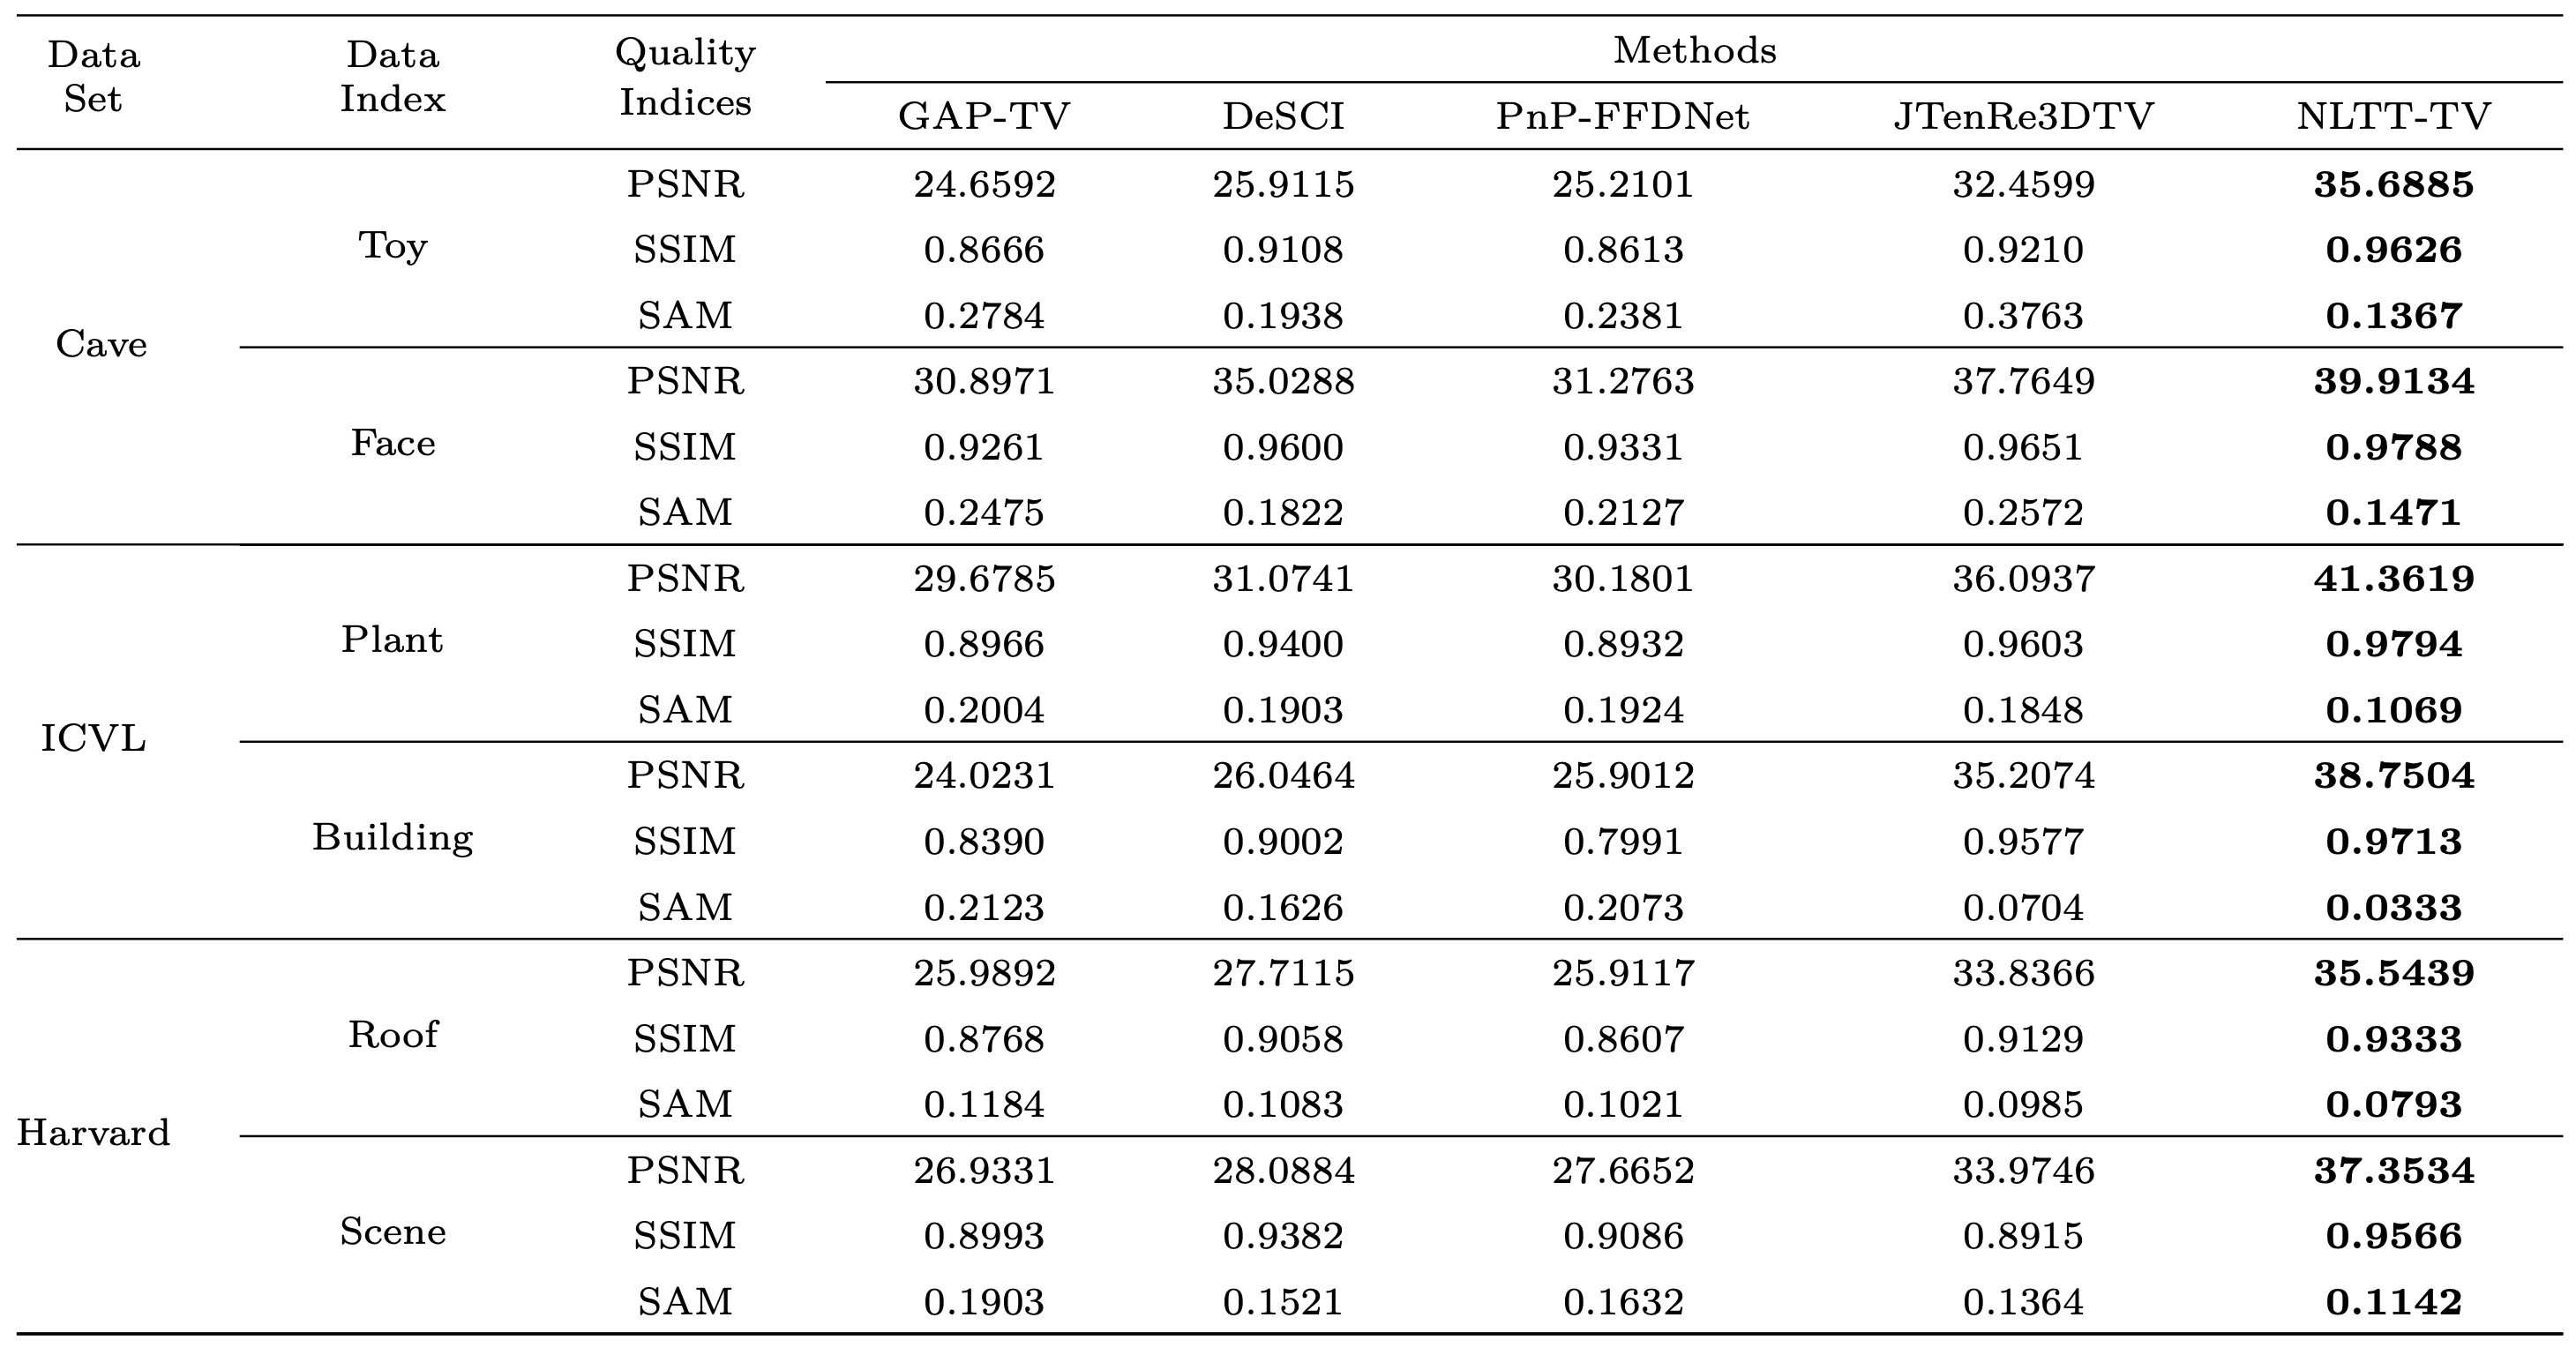 Data Set Data Index Quality Indices Methods
GAP-TV DeSCI PnP-FFDNet JTenRe3DTV NLTT-TV
Cave Toy PSNR 24.6592 25.9115 25.2101 32.4599 35.6885
SSIM 0.8666 0.9108 0.8613 0.9210 0.9626
SAM 0.2784 0.1938 0.2381 0.3763 0.1367
Face PSNR 30.8971 35.0288 31.2763 37.7649 39.9134
SSIM 0.9261 0.9600 0.9331 0.9651 0.9788
SAM 0.2475 0.1822 0.2127 0.2572 0.1471
ICVL Plant PSNR 29.6785 31.0741 30.1801 36.0937 41.3619
SSIM 0.8966 0.9400 0.8932 0.9603 0.9794
SAM 0.2004 0.1903 0.1924 0.1848 0.1069
Building PSNR 24.0231 26.0464 25.9012 35.2074 38.7504
SSIM 0.8390 0.9002 0.7991 0.9577 0.9713
SAM 0.2123 0.1626 0.2073 0.0704 0.0333
Harvard Roof PSNR 25.9892 27.7115 25.9117 33.8366 35.5439
SSIM 0.8768 0.9058 0.8607 0.9129 0.9333
SAM 0.1184 0.1083 0.1021 0.0985 0.0793
Scene PSNR 26.9331 28.0884 27.6652 33.9746 37.3534
SSIM 0.8993 0.9382 0.9086 0.8915 0.9566
SAM 0.1903 0.1521 0.1632 0.1364 0.1142